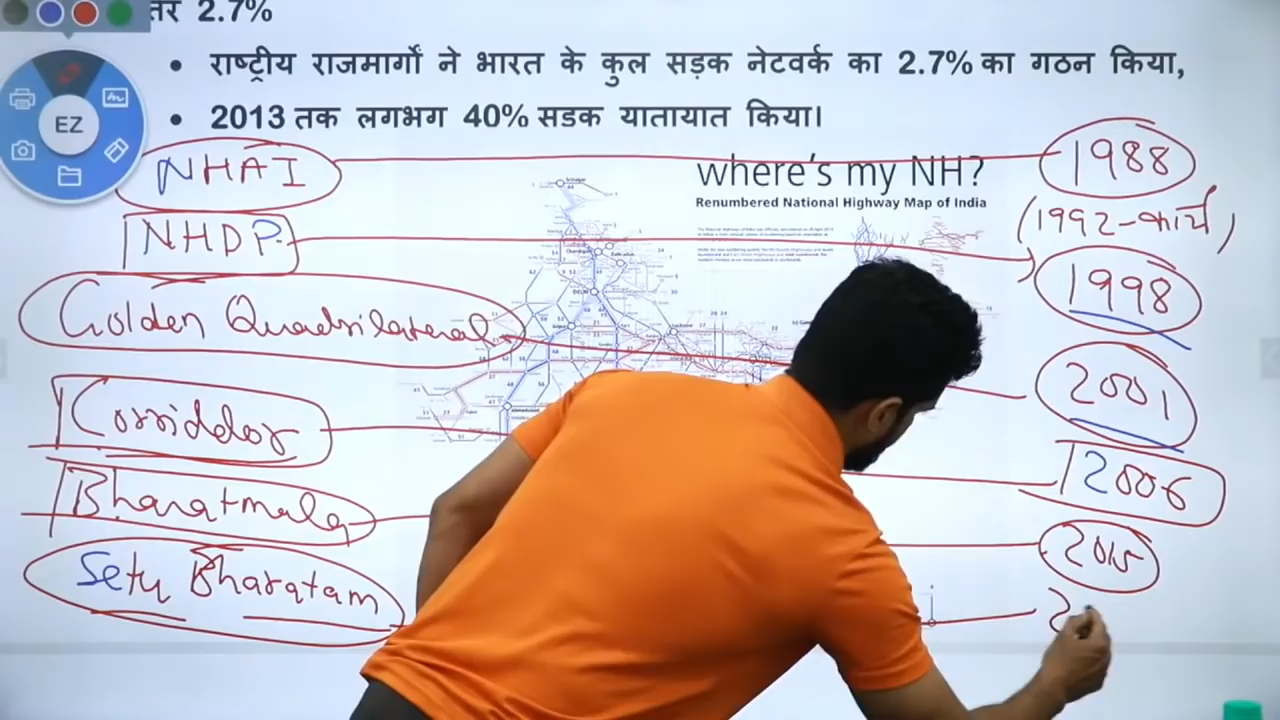 तर 2.7%
• राष्ट्रीय राजमार्गों ने भारत के कुल सड़क नेटवर्क का 2.7% का गठन किया,
• 2013 तक लगभग 40% सडक यातायात किया।
EZ
where's my NH?
Renumbered National Highway Map of India
NHAI 1988
(1992-कार्य)
NHDP 1998
Golden Quadrilateral 2001
Corriddor 2006
Bharatmala 2015
Setu Bharatam 2